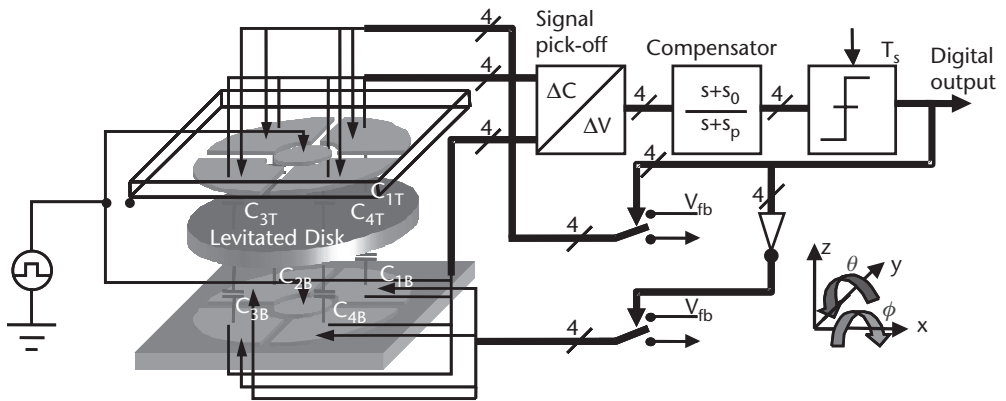 4
Signal
pick-off
Compensator
T_s
Digital
output
4
4
ΔC
ΔV
4
s+s_0
s+s_p
4
4
4
V_fb
4
C_1T
C_3T
C_4T
Levitated Disk
C_2B
C_1B
C_3B
C_4B
4
V_fb
z
θ
y
ϕ
x